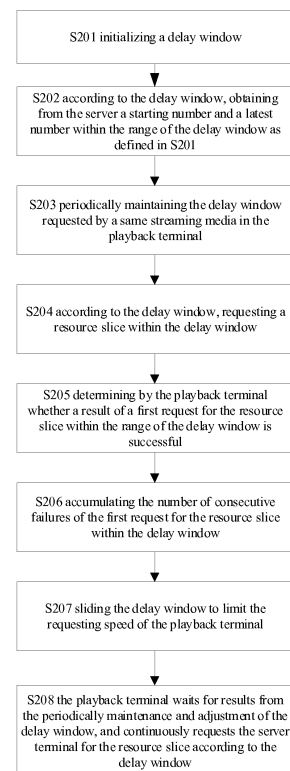 S201 initializing a delay window
S202 according to the delay window, obtaining
from the server a starting number and a latest
number within the range of the delay window as
defined in S201
S203 periodically maintaining the delay window
requested by a same streaming media in the
playback terminal
S204 according to the delay window, requesting a
resource slice within the delay window
S205 determining by the playback terminal
whether a result of a first request for the resource
slice within the range of the delay window is
successful
S206 accumulating the number of consecutive
failures of the first request for the resource slice
within the delay window
S207 sliding the delay window to limit the
requesting speed of the playback terminal
S208 the playback terminal waits for results from
the periodically maintenance and adjustment of the
delay window, and continuously requests the server
terminal for the resource slice according to the
delay window